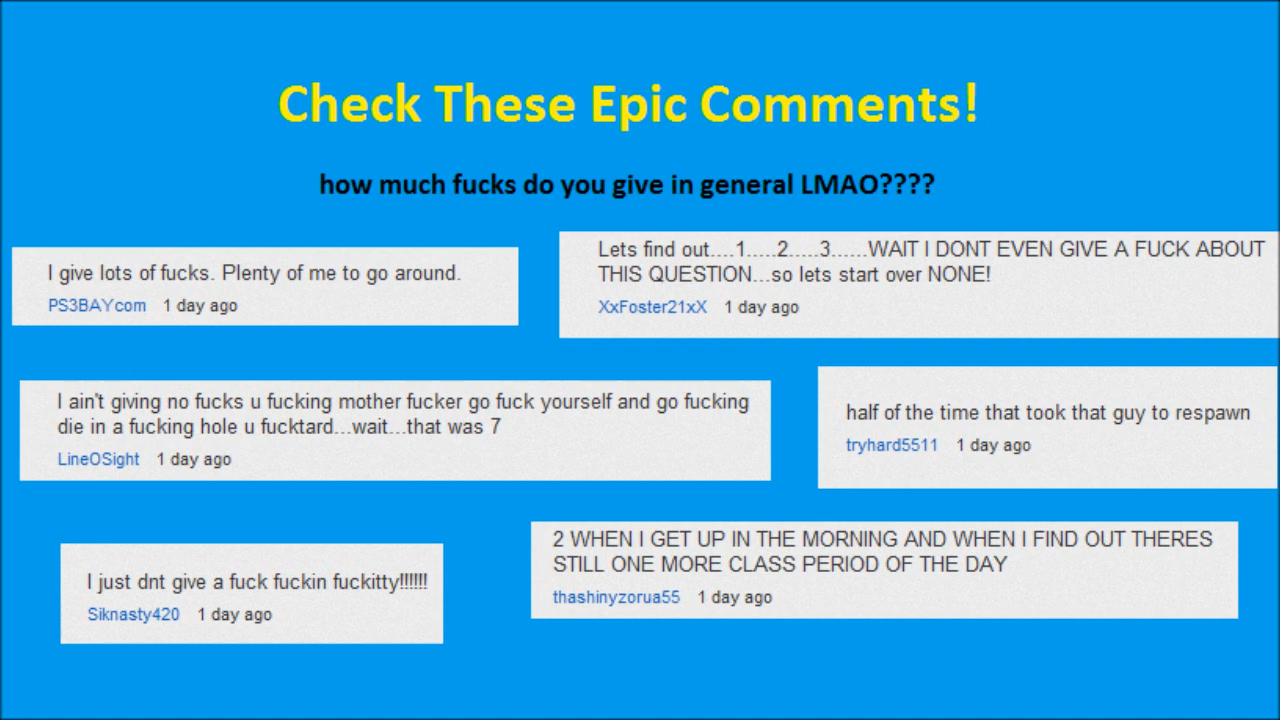 Check These Epic Comments!
how much fucks do you give in general LMAO????
I give lots of fucks. Plenty of me to go around.
PS3BAYcom 1 day ago
Lets find out....1.....2.....3......WAIT I DONT EVEN GIVE A FUCK ABOUT
THIS QUESTION...so lets start over NONE!
XxFoster21xX 1 day ago
I ain't giving no fucks u fucking mother fucker go fuck yourself and go fucking
die in a fucking hole u fucktard...wait...that was 7
LineOSight 1 day ago
half of the time that took that guy to respawn
tryhard5511 1 day ago
I just dnt give a fuck fuckin fuckitty!!!!!!
Siknasty420 1 day ago
2 WHEN I GET UP IN THE MORNING AND WHEN I FIND OUT THERES
STILL ONE MORE CLASS PERIOD OF THE DAY
thashinyzorua55 1 day ago